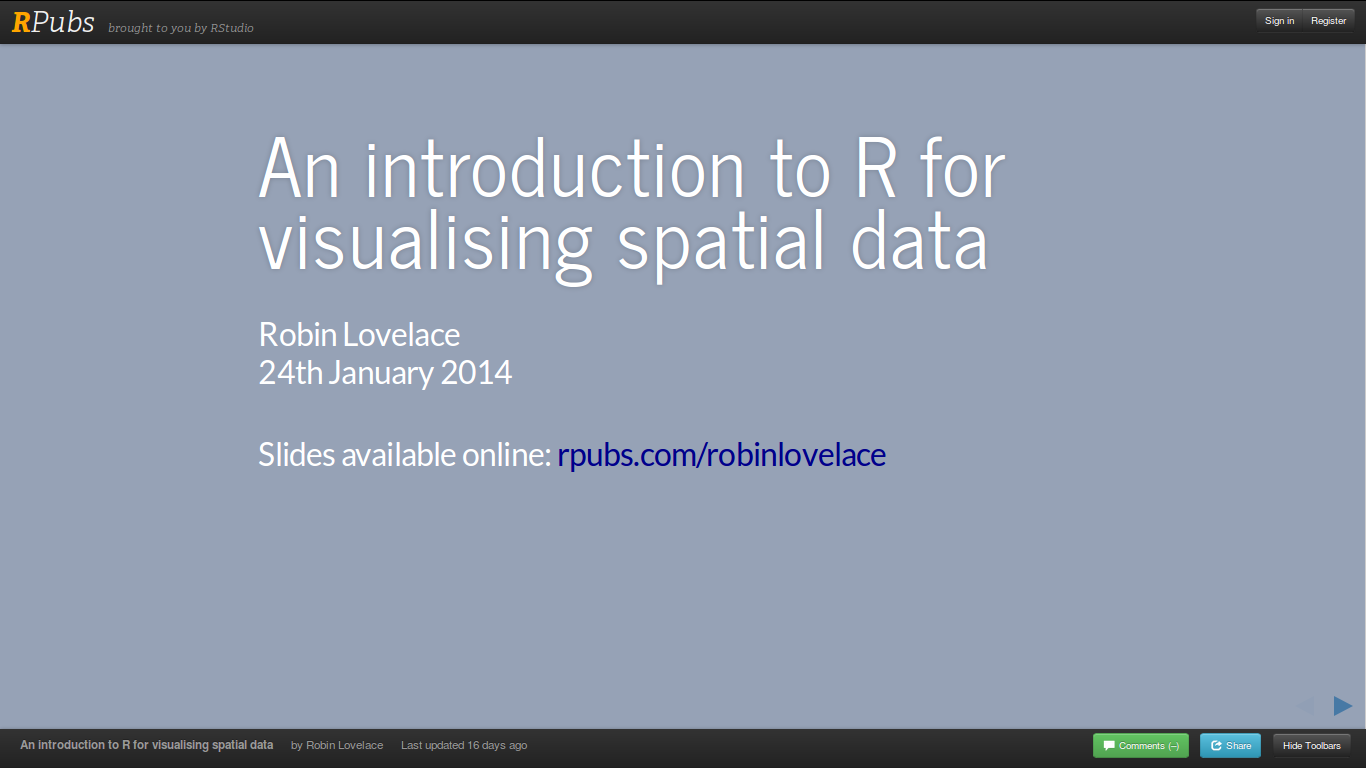 RPubs brought to you by RStudio
Sign in Register
An introduction to R for
visualising spatial data
Robin Lovelace
24th January 2014
Slides available online: rpubs.com/robinlovelace
An introduction to R for visualising spatial data by Robin Lovelace Last updated 16 days ago
Comments (–) Share Hide Toolbars